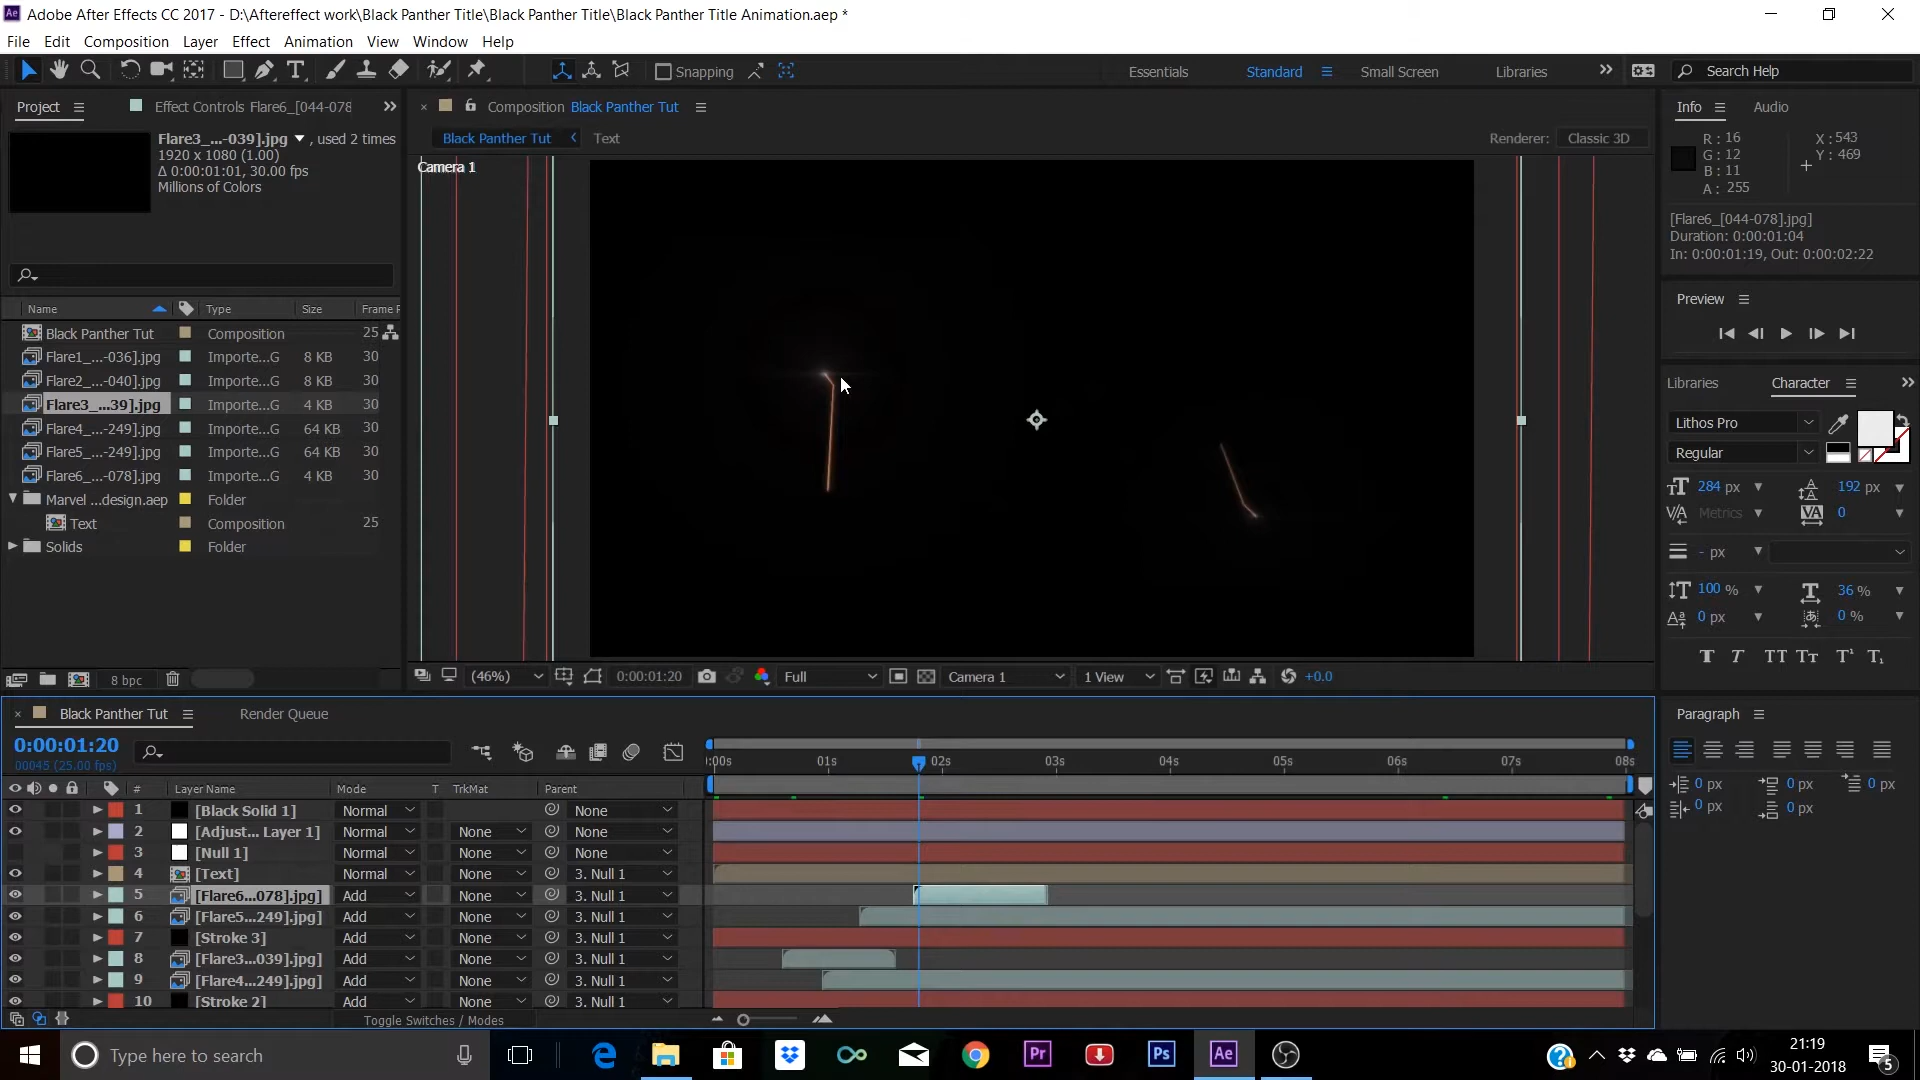 Adobe After Effects CC 2017 - D:\Aftereffect work\Black Panther Title\Black Panther Title\Black Panther Title Animation.aep *
File Edit Composition Layer Effect Animation View Window Help
Snapping Essentials Standard Small Screen Libraries Search Help
Project Effect Controls Flare6_[044-078
Flare3_...-039].jpg , used 2 times
1920 x 1080 (1.00)
Δ 0:00:01:01, 30.00 fps
Millions of Colors
Name Type Size Frame F
Black Panther Tut Composition 25
Flare1_...-036].jpg Importe...G 8 KB 30
Flare2_...-040].jpg Importe...G 8 KB 30
Flare3_...39].jpg Importe...G 4 KB 30
Flare4_...-249].jpg Importe...G 64 KB 30
Flare5_...-249].jpg Importe...G 64 KB 30
Flare6_...-078].jpg Importe...G 4 KB 30
Marvel ...design.aep Folder
Text Composition 25
Solids Folder
8 bpc
Composition Black Panther Tut
Black Panther Tut Text Renderer: Classic 3D
Camera 1
(46%) 0:00:01:20 Full Camera 1 1 View +0.0
Info Audio
R: 16 X: 543
G: 12 Y: 469
B: 11
A: 255
[Flare6_[044-078].jpg]
Duration: 0:00:01:04
In: 0:00:01:19, Out: 0:00:02:22
Preview
Libraries Character
Lithos Pro
Regular
284 px 192 px
Metrics 0
- px
100 % 36 %
0 px 0 %
T T TT Tт T¹ T₁
Paragraph
0 px 0 px 0 px
0 px 0 px
Black Panther Tut Render Queue
0:00:01:20
00045 (25.00 fps)
:00s 01s 02s 03s 04s 05s 06s 07s 08s
# Layer Name Mode T TrkMat Parent
1 [Black Solid 1] Normal None
2 [Adjust... Layer 1] Normal None None
3 [Null 1] Normal None None
4 [Text] Normal None 3. Null 1
5 [Flare6...078].jpg] Add None 3. Null 1
6 [Flare5...249].jpg] Add None 3. Null 1
7 [Stroke 3] Add None 3. Null 1
8 [Flare3...039].jpg] Add None 3. Null 1
9 [Flare4...249].jpg] Add None 3. Null 1
10 [Stroke 2] Add None 3. Null 1
Toggle Switches / Modes
Type here to search
Pr Ps Ae
21:19
30-01-2018
5